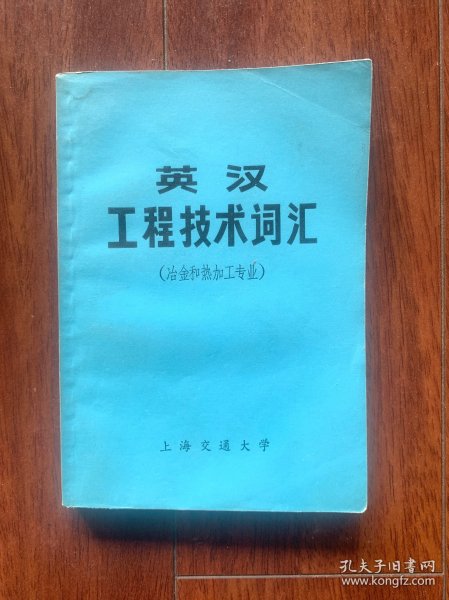 英汉
工程技术词汇
(冶金和热加工专业)
上海交通大学
孔夫子旧书网
www.kongfz.com